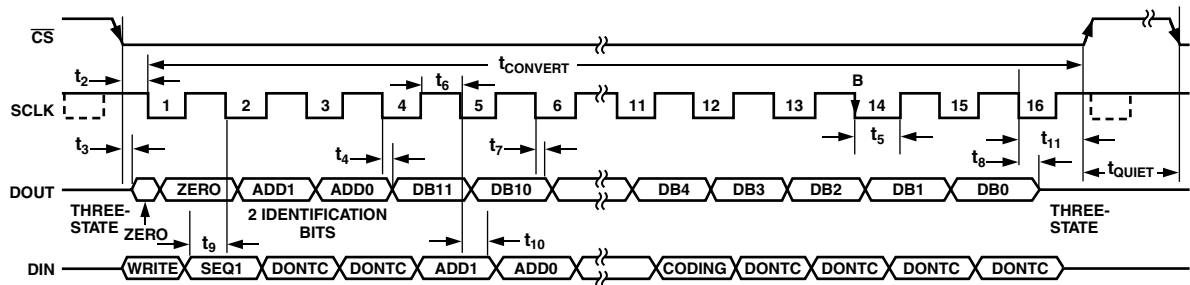 CS
t2
tCONVERT
t6
B
SCLK
1 2 3 4 5 6 11 12 13 14 15 16
t3
t4
t7
t5
t8
t11
tQUIET
DOUT
ZERO ADD1 ADD0 DB11 DB10 DB4 DB3 DB2 DB1 DB0
THREE-
STATE
ZERO
2 IDENTIFICATION
BITS
THREE-
STATE
t9
t10
DIN
WRITE SEQ1 DONTC DONTC ADD1 ADD0 CODING DONTC DONTC DONTC DONTC